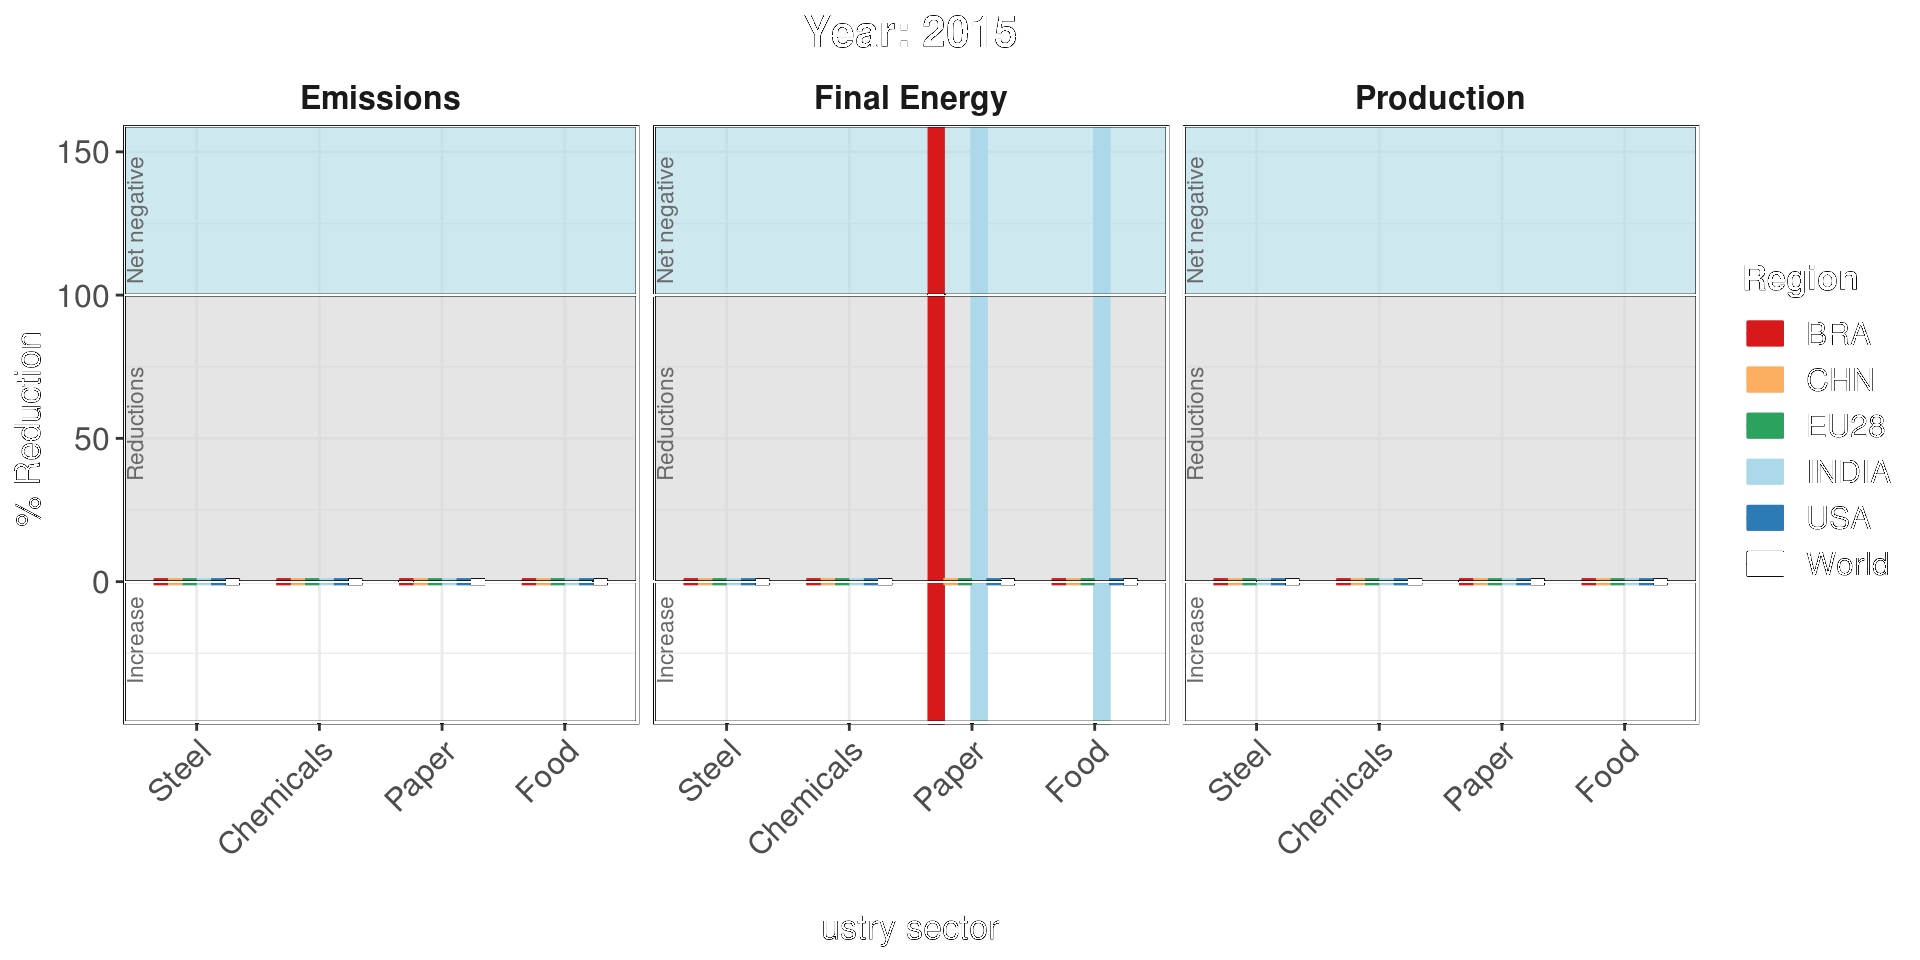 Year: 2015
Emissions
Final Energy
Production
% Reduction
150
100
50
0
Net negative
Reductions
Increase
Net negative
Reductions
Increase
Net negative
Reductions
Increase
Steel
Chemicals
Paper
Food
Steel
Chemicals
Paper
Food
Steel
Chemicals
Paper
Food
ustry sector
Region
BRA
CHN
EU28
INDIA
USA
World